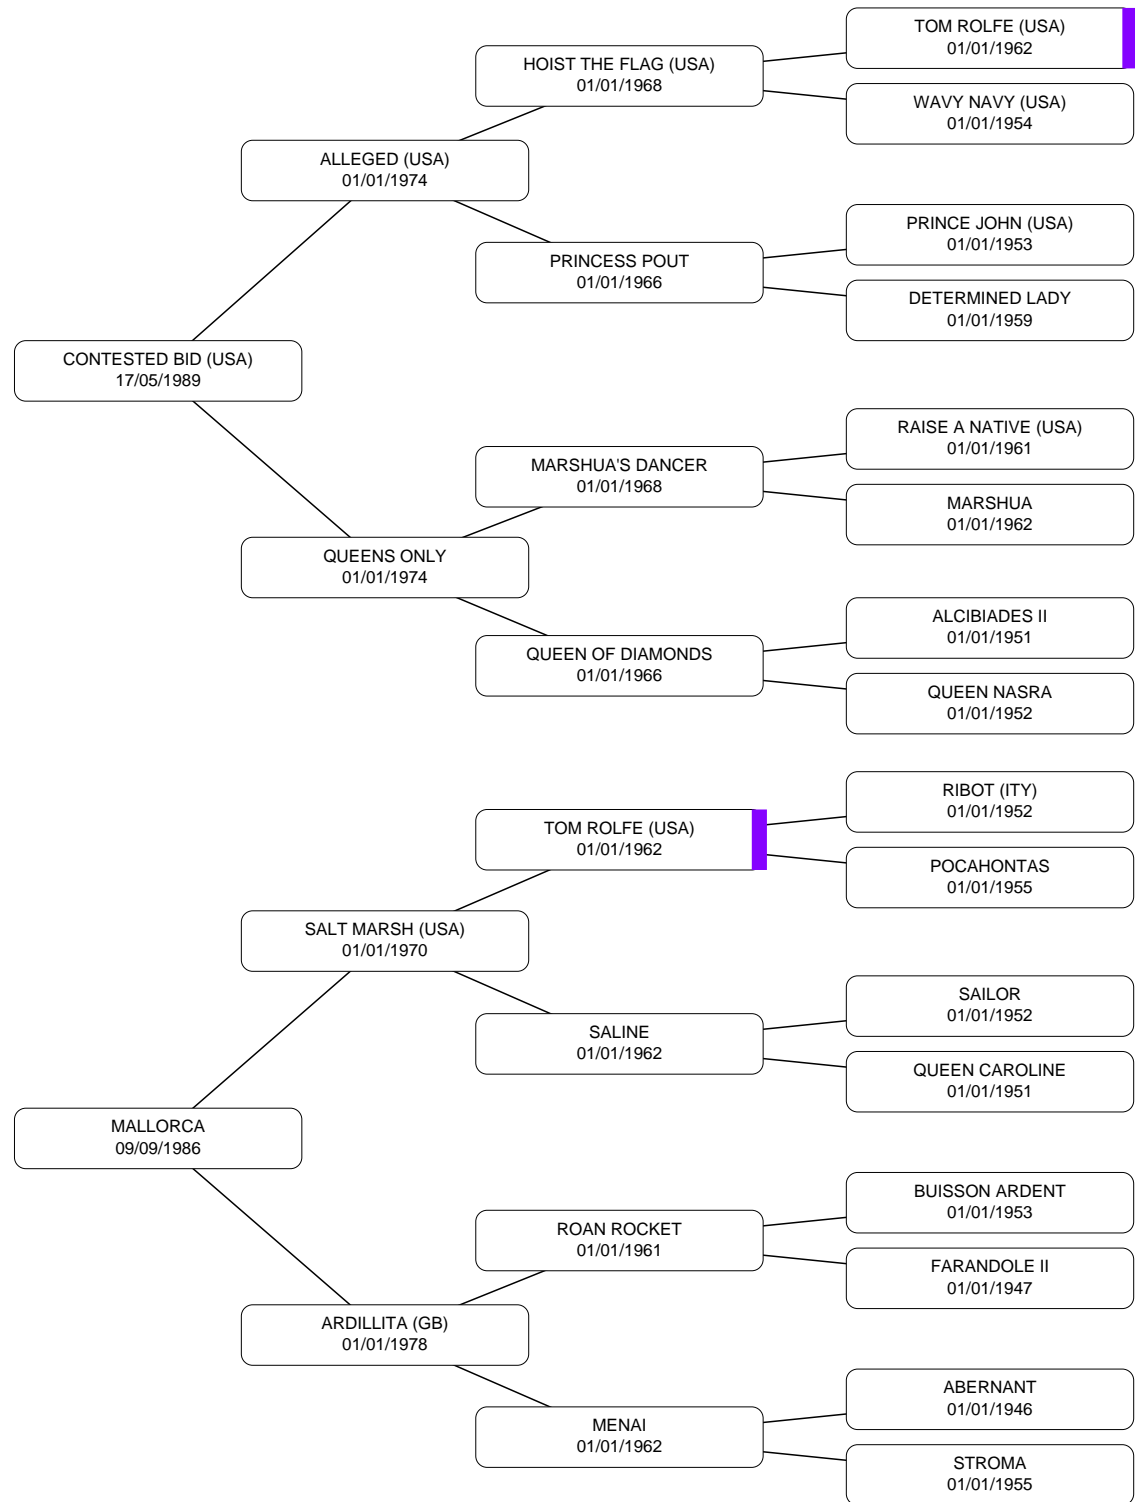 TOM ROLFE (USA)
01/01/1962
HOIST THE FLAG (USA)
01/01/1968
WAVY NAVY (USA)
01/01/1954
ALLEGED (USA)
01/01/1974
PRINCE JOHN (USA)
01/01/1953
PRINCESS POUT
01/01/1966
DETERMINED LADY
01/01/1959
CONTESTED BID (USA)
17/05/1989
RAISE A NATIVE (USA)
01/01/1961
MARSHUA'S DANCER
01/01/1968
MARSHUA
01/01/1962
QUEENS ONLY
01/01/1974
ALCIBIADES II
01/01/1951
QUEEN OF DIAMONDS
01/01/1966
QUEEN NASRA
01/01/1952
RIBOT (ITY)
01/01/1952
TOM ROLFE (USA)
01/01/1962
POCAHONTAS
01/01/1955
SALT MARSH (USA)
01/01/1970
SAILOR
01/01/1952
SALINE
01/01/1962
QUEEN CAROLINE
01/01/1951
MALLORCA
09/09/1986
BUISSON ARDENT
01/01/1953
ROAN ROCKET
01/01/1961
FARANDOLE II
01/01/1947
ARDILLITA (GB)
01/01/1978
ABERNANT
01/01/1946
MENAI
01/01/1962
STROMA
01/01/1955